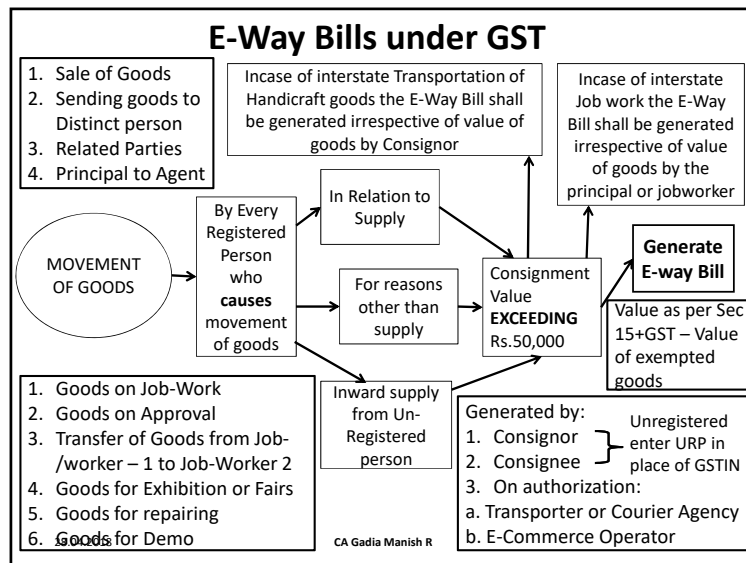 E-Way Bills under GST
1. Sale of Goods
2. Sending goods to
Distinct person
3. Related Parties
4. Principal to Agent
Incase of interstate Transportation of
Handicraft goods the E-Way Bill shall
be generated irrespective of value of
goods by Consignor
Incase of interstate
Job work the E-Way
Bill shall be generated
irrespective of value
of goods by the
principal or jobworker
MOVEMENT
OF GOODS
By Every
Registered
Person
who
causes
movement
of goods
In Relation to
Supply
For reasons
other than
supply
Inward supply
from Un-
Registered
person
Consignment
Value
EXCEEDING
Rs.50,000
Generate
E-way Bill
Value as per Sec
15+GST – Value
of exempted
goods
1. Goods on Job-Work
2. Goods on Approval
3. Transfer of Goods from Job-
/worker – 1 to Job-Worker 2
4. Goods for Exhibition or Fairs
5. Goods for repairing
6. Goods for Demo
Generated by:
1. Consignor
2. Consignee
Unregistered
enter URP in
place of GSTIN
3. On authorization:
a. Transporter or Courier Agency
b. E-Commerce Operator
28.04.2018
CA Gadia Manish R